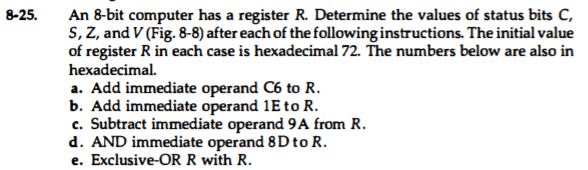 8-25. An 8-bit computer has a register R. Determine the values of status bits C,
S, Z, and V (Fig. 8-8) after each of the following instructions. The initial value
of register R in each case is hexadecimal 72. The numbers below are also in
hexadecimal.
a. Add immediate operand C6 to R.
b. Add immediate operand 1E to R.
c. Subtract immediate operand 9A from R.
d. AND immediate operand 8D to R.
e. Exclusive-OR R with R.